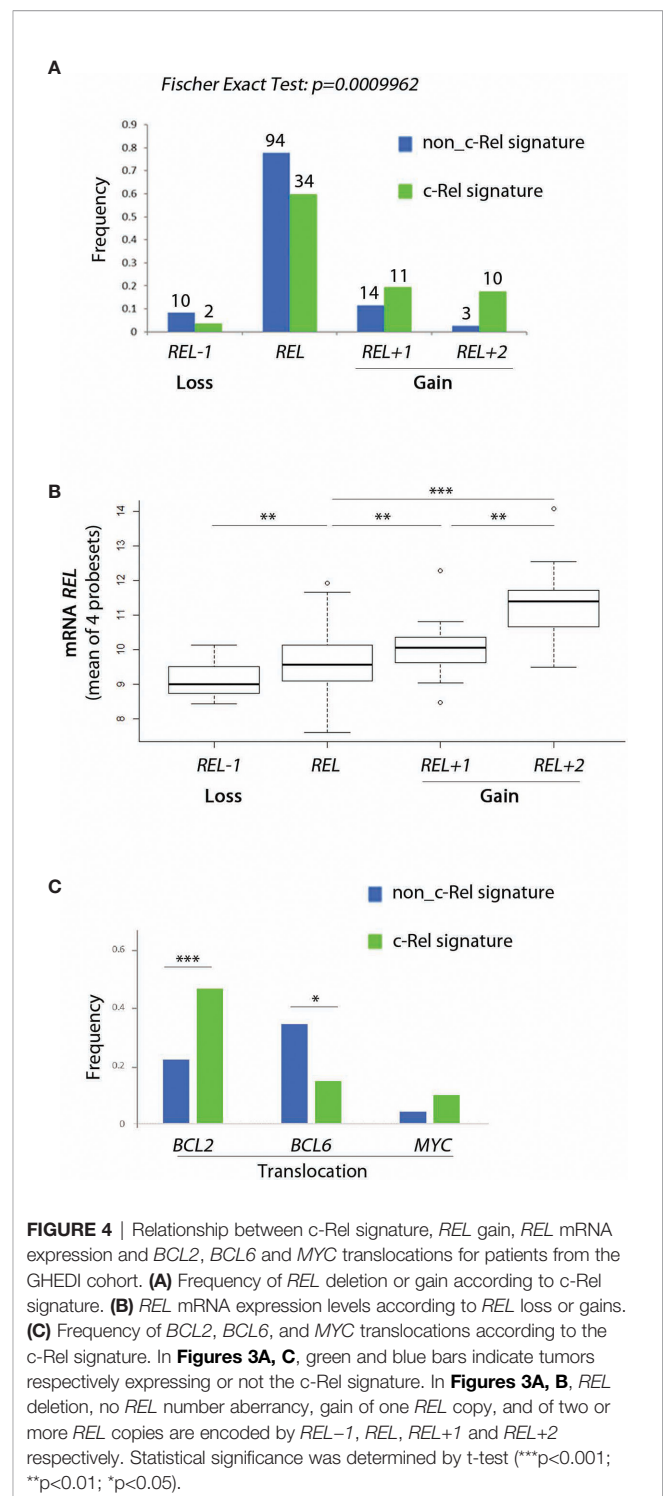 A
Fischer Exact Test: p=0.0009962
0.9
0.8
0.7
0.6
0.5
0.4
0.3
0.2
0.1
0
Frequency
94
34
10
2
14
11
3
10
non_c-Rel signature
c-Rel signature
REL-1
REL
REL+1
REL+2
Loss
Gain
B
***
**
**
**
14
13
12
11
10
9
8
mRNA REL
(mean of 4 probesets)
REL-1
REL
REL+1
REL+2
Loss
Gain
C
non_c-Rel signature
c-Rel signature
0.6
0.4
0.2
0
Frequency
***
*
BCL2
BCL6
MYC
Translocation
FIGURE 4 | Relationship between c-Rel signature, REL gain, REL mRNA
expression and BCL2, BCL6 and MYC translocations for patients from the
GHEDI cohort. (A) Frequency of REL deletion or gain according to c-Rel
signature. (B) REL mRNA expression levels according to REL loss or gains.
(C) Frequency of BCL2, BCL6, and MYC translocations according to the
c-Rel signature. In Figures 3A, C, green and blue bars indicate tumors
respectively expressing or not the c-Rel signature. In Figures 3A, B, REL
deletion, no REL number aberrancy, gain of one REL copy, and of two or
more REL copies are encoded by REL−1, REL, REL+1 and REL+2
respectively. Statistical significance was determined by t-test (***p<0.001;
**p<0.01; *p<0.05).